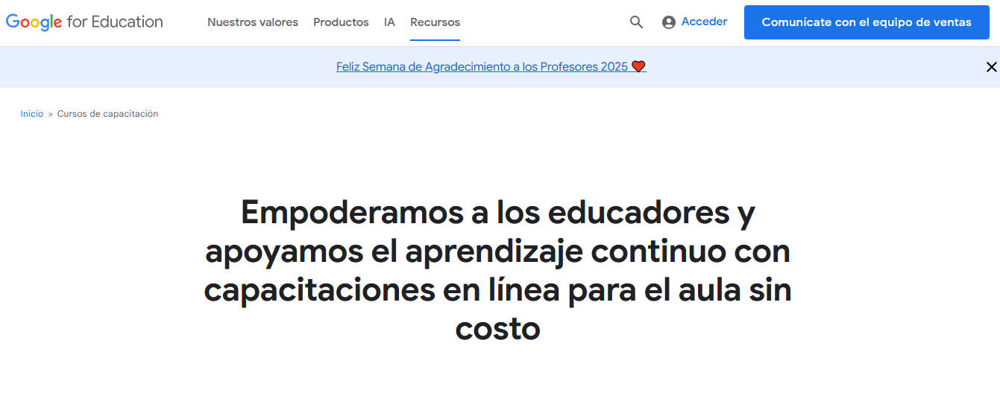 Google for Education
Nuestros valores
Productos
IA
Recursos
Acceder
Comunícate con el equipo de ventas
Feliz Semana de Agradecimiento a los Profesores 2025 ❤️
Inicio > Cursos de capacitación
Empoderamos a los educadores y
apoyamos el aprendizaje continuo con
capacitaciones en línea para el aula sin
costo